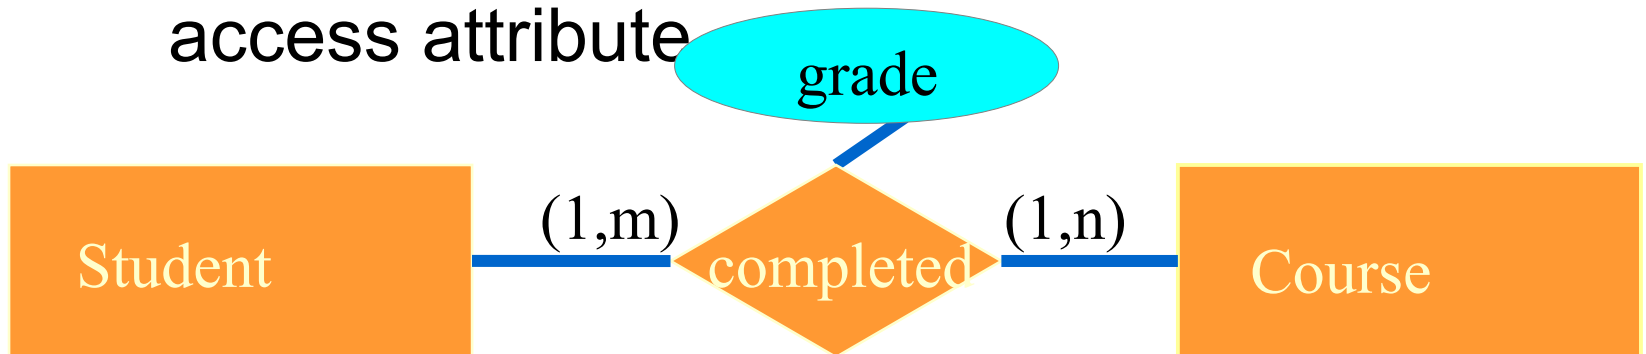 access attribute
grade
(1,m)
(1,n)
Student
completed
Course